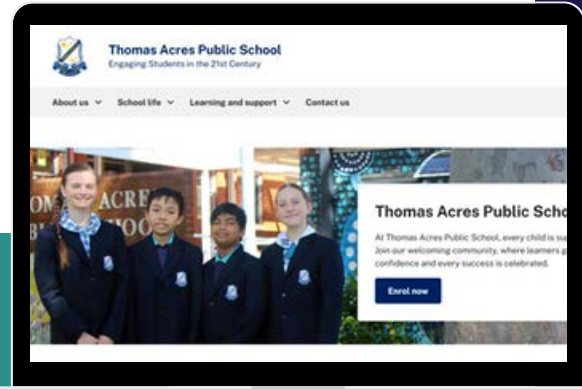 Thomas Acres Public School
Engaging Students in the 21st Century
About us School life Learning and support Contact us
ACRE
Thomas Acres Public Scho
At Thomas Acres Public School, every child is su
Join our welcoming community, where learners g
confidence and every success is celebrated.
Enrol now